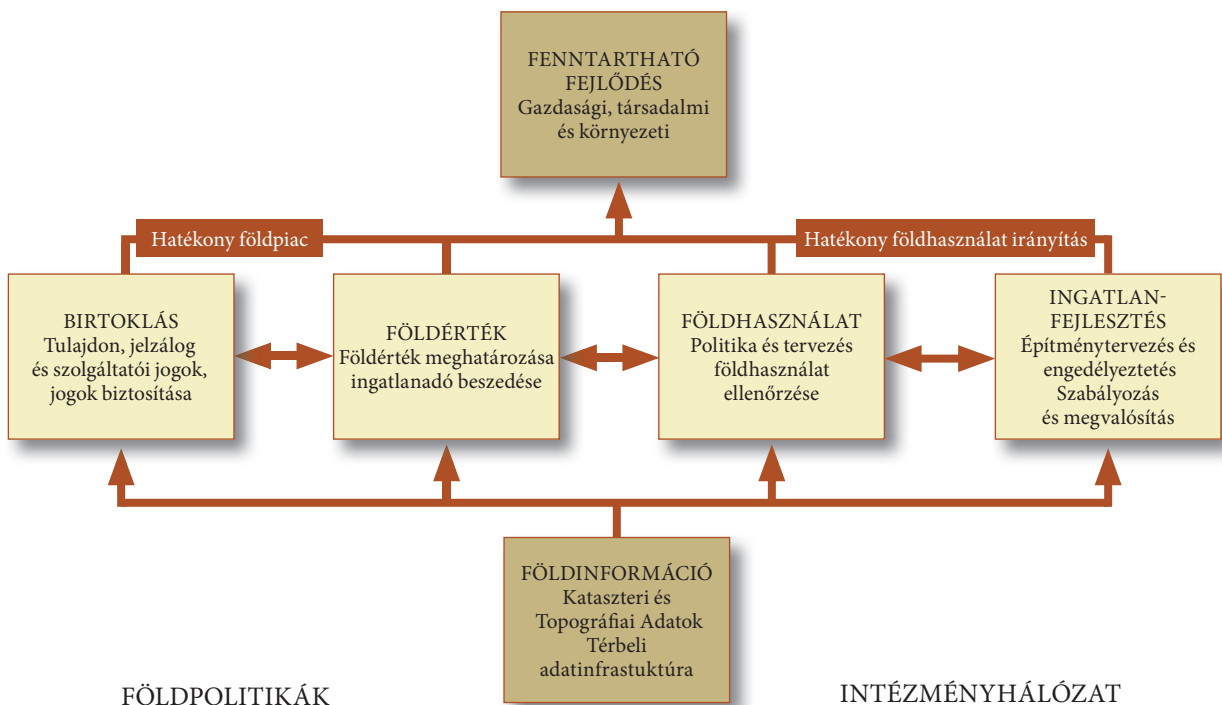 FENNTARTHATÓ
FEJLŐDÉS
Gazdasági, társadalmi
és környezeti
Hatékony földpiac
Hatékony földhasználat irányítás
BIRTOKLÁS
Tulajdon, jelzálog
és szolgáltatói jogok,
jogok biztosítása
FÖLDÉRTÉK
Földérték meghatározása
ingatlanadó beszedése
FÖLDHASZNÁLAT
Politika és tervezés
földhasználat
ellenőrzése
INGATLAN-
FEJLESZTÉS
Építménytervezés és
engedélyeztetés
Szabályozás
és megvalósítás
FÖLDINFORMÁCIÓ
Kataszteri és
Topográfiai Adatok
Térbeli
adatinfrastuktúra
FÖLDPOLITIKÁK
INTÉZMÉNYHÁLÓZAT